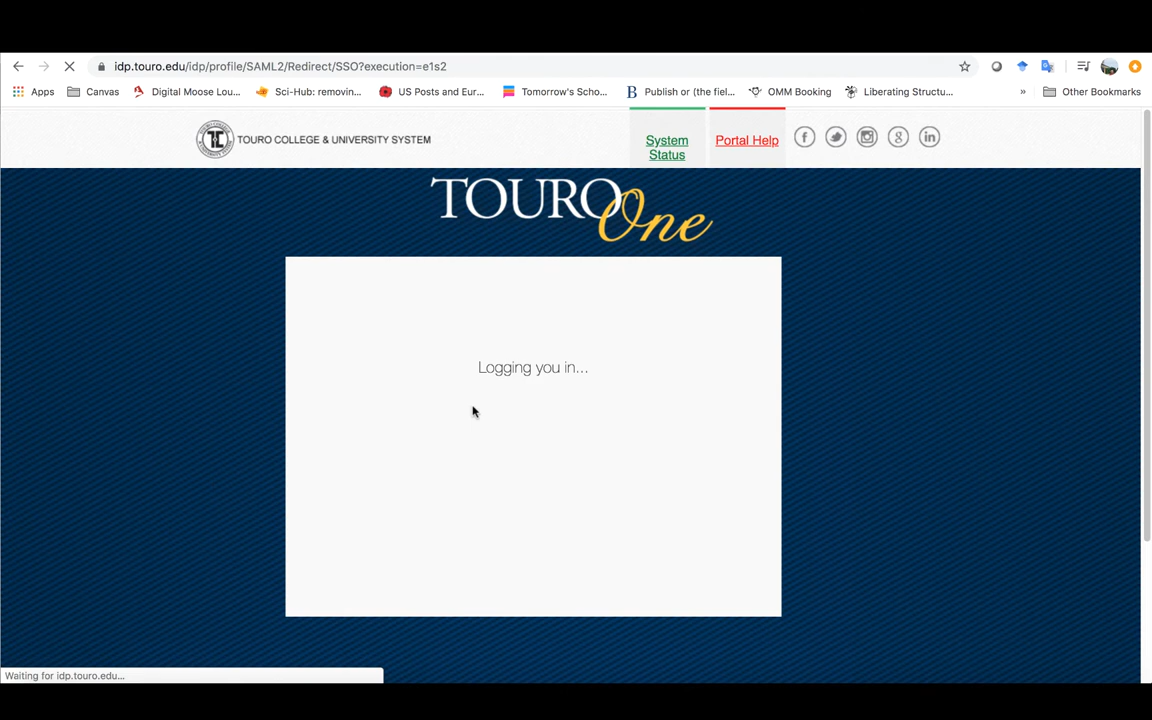 idp.touro.edu/idp/profile/SAML2/Redirect/SSO?execution=e1s2
Apps Canvas Digital Moose Lou... Sci-Hub: removin... US Posts and Eur... Tomorrow's Scho... B Publish or (the fiel... OMM Booking Liberating Structu... » Other Bookmarks
TOURO COLLEGE & UNIVERSITY SYSTEM
System
Status
Portal Help
TOURO One
Logging you in...
Waiting for idp.touro.edu...